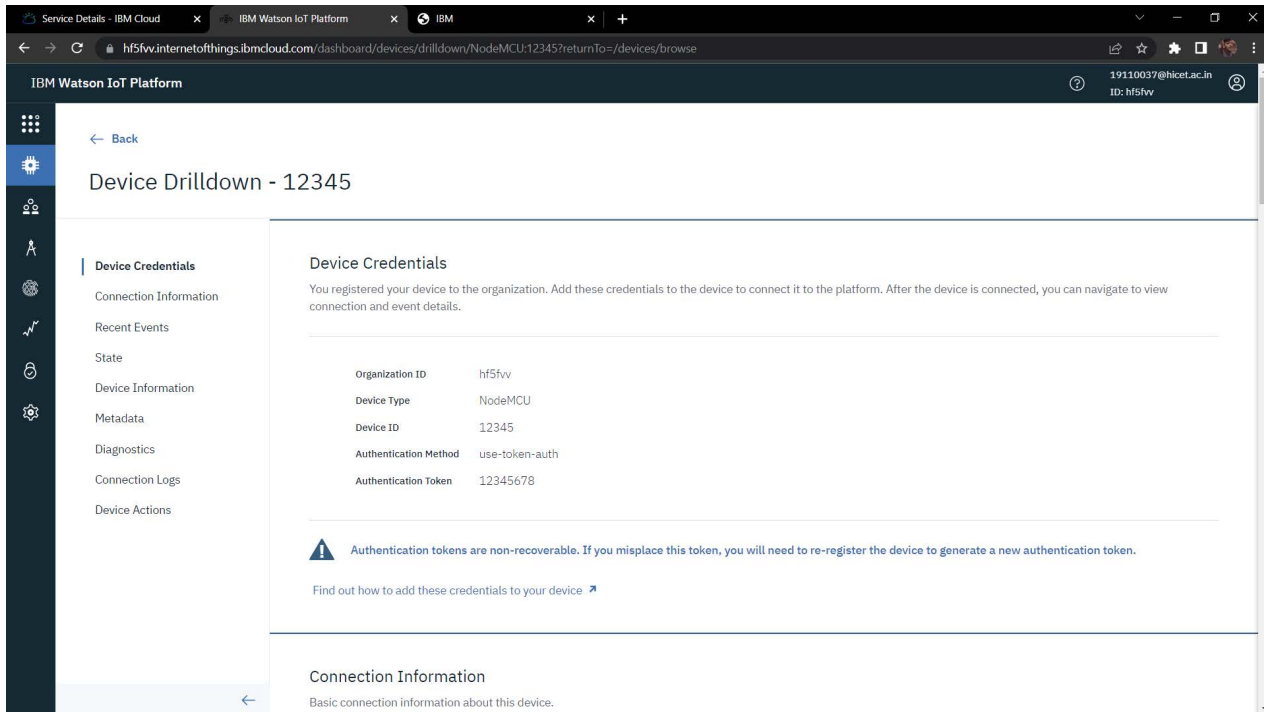 Service Details - IBM Cloud
IBM Watson IoT Platform
IBM
hf5fvv.internetofthings.ibmcloud.com/dashboard/devices/drilldown/NodeMCU:12345?returnTo=/devices/browse
IBM Watson IoT Platform
19110037@hicet.ac.in
ID: hf5fvv
Back
Device Drilldown - 12345
Device Credentials
Connection Information
Recent Events
State
Device Information
Metadata
Diagnostics
Connection Logs
Device Actions
Device Credentials
You registered your device to the organization. Add these credentials to the device to connect it to the platform. After the device is connected, you can navigate to view
connection and event details.
Organization ID hf5fvv
Device Type NodeMCU
Device ID 12345
Authentication Method use-token-auth
Authentication Token 12345678
Authentication tokens are non-recoverable. If you misplace this token, you will need to re-register the device to generate a new authentication token.
Find out how to add these credentials to your device
Connection Information
Basic connection information about this device.